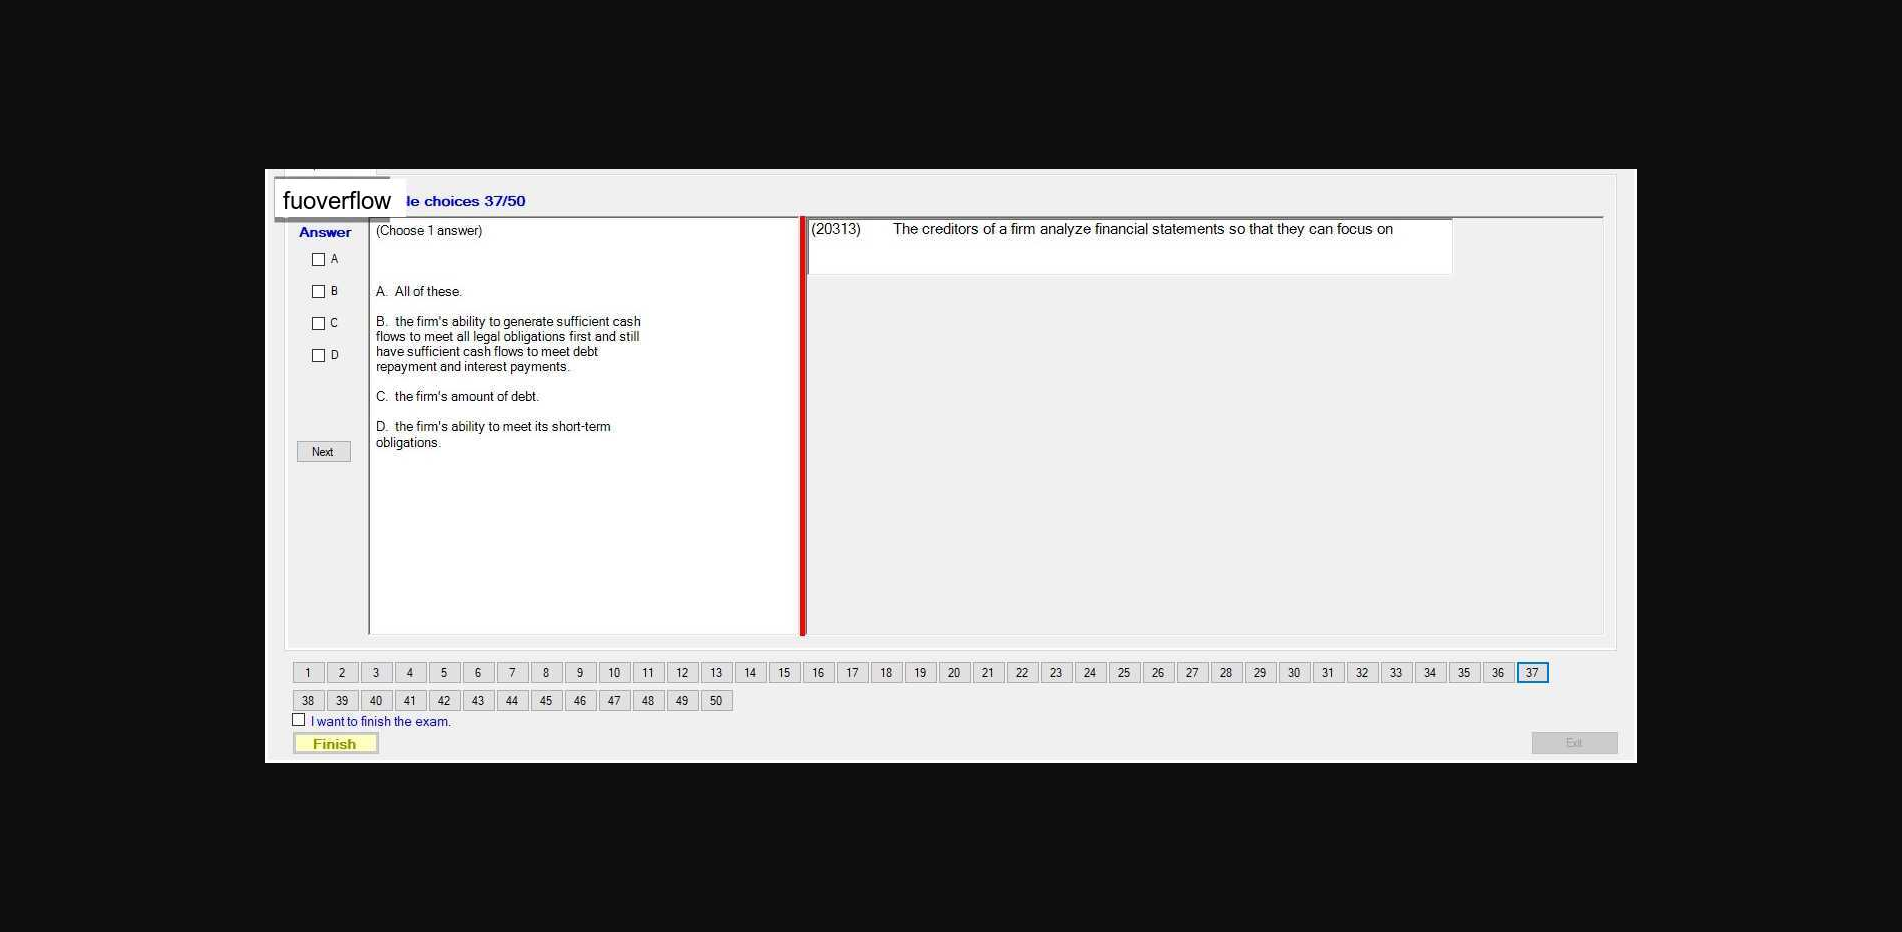 fuoverflow
le choices 37/50
Answer
(Choose 1 answer)
(20313) The creditors of a firm analyze financial statements so that they can focus on
A
B
C
D
A. All of these.
B. the firm's ability to generate sufficient cash
flows to meet all legal obligations first and still
have sufficient cash flows to meet debt
repayment and interest payments.
C. the firm's amount of debt.
D. the firm's ability to meet its short-term
obligations.
Next
1 2 3 4 5 6 7 8 9 10 11 12 13 14 15 16 17 18 19 20 21 22 23 24 25 26 27 28 29 30 31 32 33 34 35 36 37
38 39 40 41 42 43 44 45 46 47 48 49 50
I want to finish the exam.
Finish
Exit